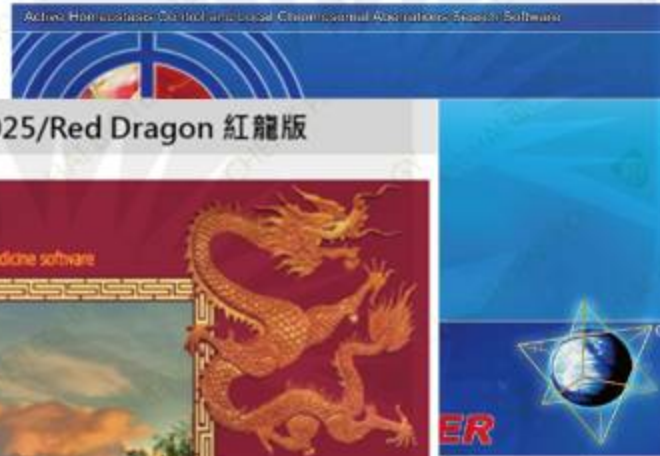 Active Homeostasis Control and Local Chromosomal Aberrations Search Software
025/Red Dragon 紅龍版
dicine software
ER